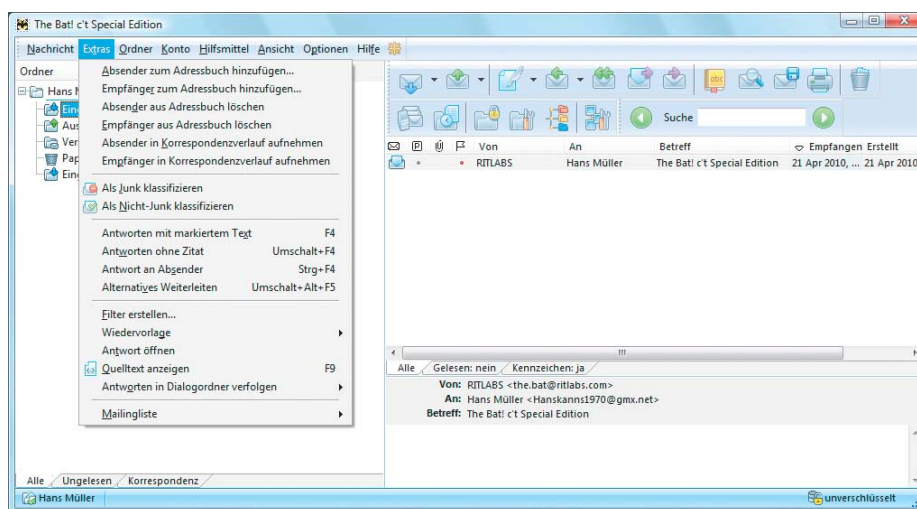 The Bat! c't Special Edition
Nachricht Extras Ordner Konto Hilfsmittel Ansicht Optionen Hilfe
Ordner
Hans
Absender zum Adressbuch hinzufügen...
Empfänger zum Adressbuch hinzufügen...
Absender aus Adressbuch löschen
Empfänger aus Adressbuch löschen
Absender in Korrespondenzverlauf aufnehmen
Empfänger in Korrespondenzverlauf aufnehmen
Als Junk klassifizieren
Als Nicht-Junk klassifizieren
Antworten mit markiertem Text F4
Antworten ohne Zitat Umschalt+F4
Antwort an Absender Strg+F4
Alternatives Weiterleiten Umschalt+Alt+F5
Filter erstellen...
Wiedervorlage
Antwort öffnen
Quelltext anzeigen F9
Antworten in Dialogordner verfolgen
Mailingliste
Alle Ungelesen Korrespondenz
abc
Suche
Von An Betreff Empfangen Erstellt
RITLABS Hans Müller The Bat! c't Special Edition 21 Apr 2010, ... 21 Apr 2010
Alle Gelesen: nein Kennzeichen: ja
Von: RITLABS <the.bat@ritlabs.com>
An: Hans Müller <Hanskanns1970@gmx.net>
Betreff: The Bat! c't Special Edition
Hans Müller
unverschlüsselt